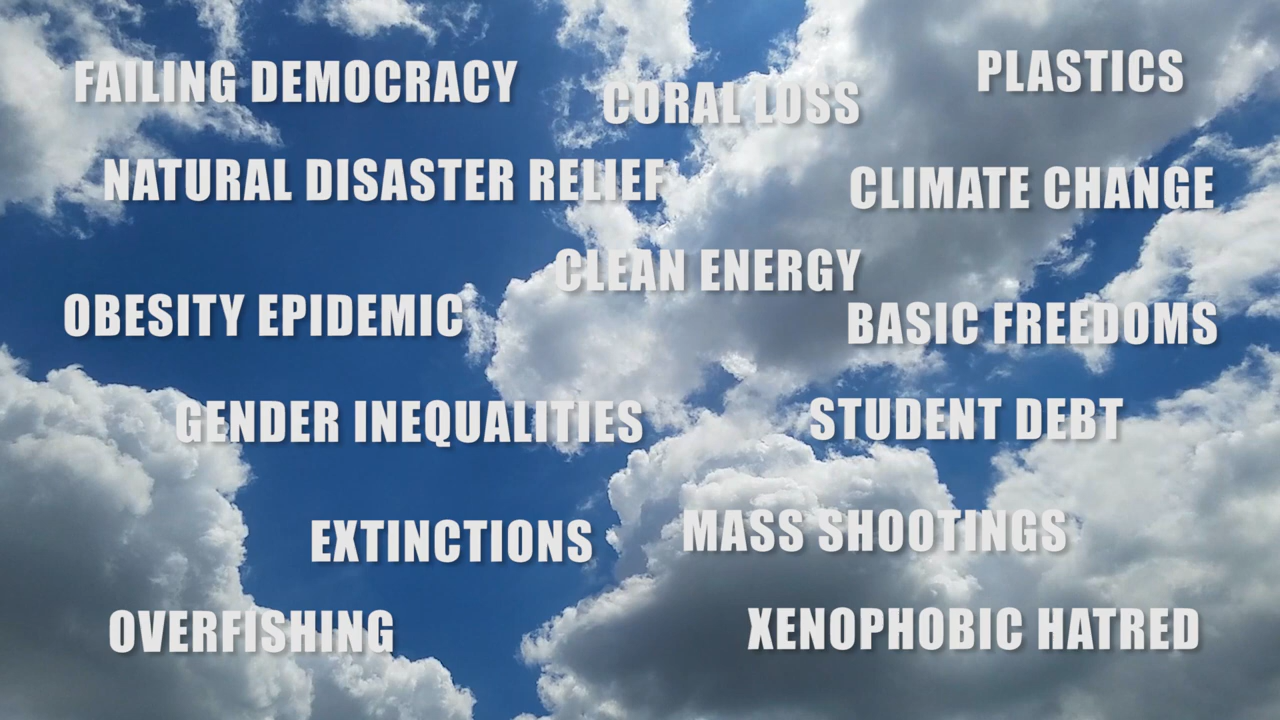 FAILING DEMOCRACY
CORAL LOSS
PLASTICS
NATURAL DISASTER RELIEF
CLIMATE CHANGE
CLEAN ENERGY
OBESITY EPIDEMIC
BASIC FREEDOMS
GENDER INEQUALITIES
STUDENT DEBT
EXTINCTIONS
MASS SHOOTINGS
OVERFISHING
XENOPHOBIC HATRED